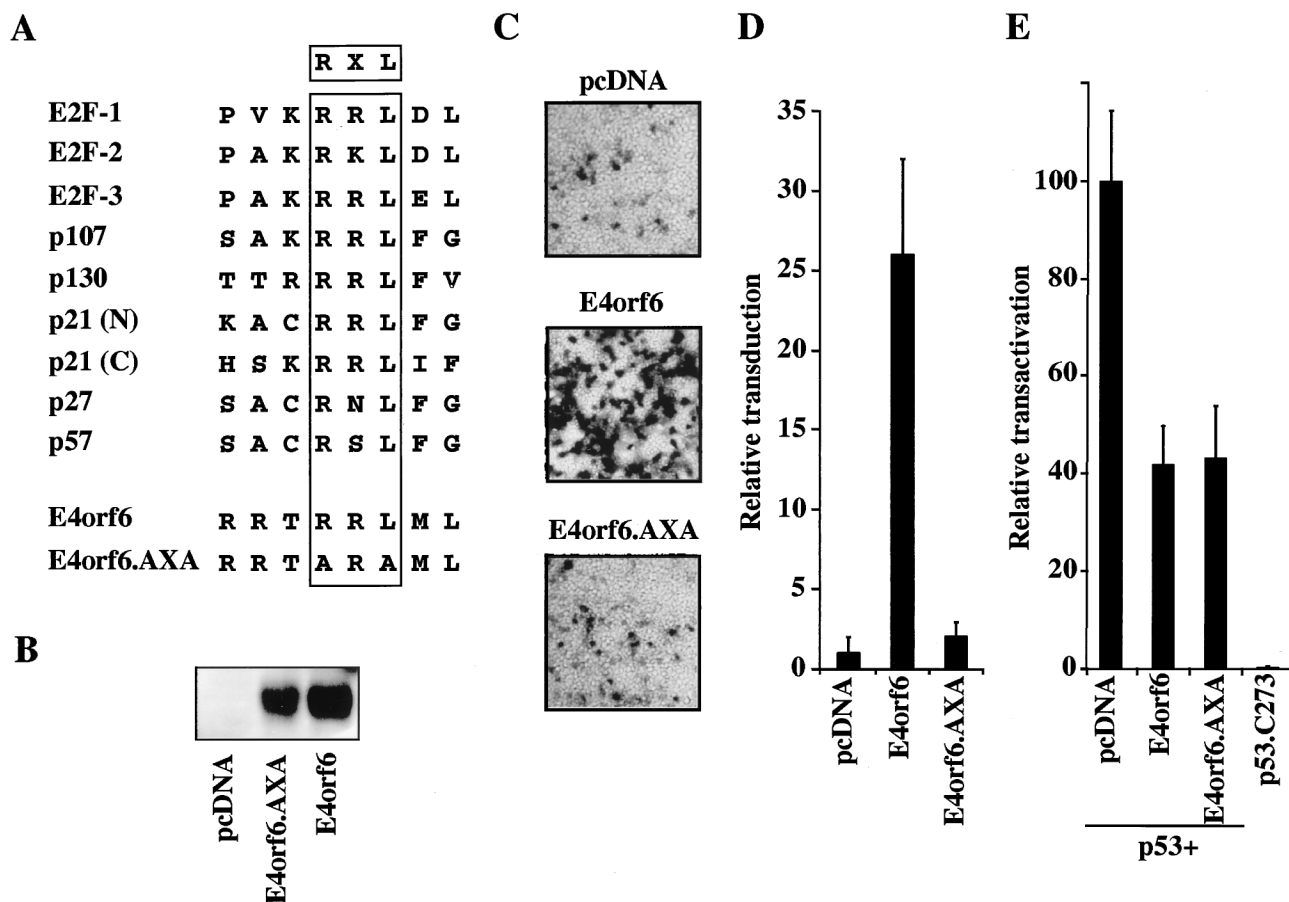 A
R X L
E2F-1 P V K R R L D L
E2F-2 P A K R K L D L
E2F-3 P A K R R L E L
p107 S A K R R L F G
p130 T T R R R L F V
p21 (N) K A C R R L F G
p21 (C) H S K R R L I F
p27 S A C R N L F G
p57 S A C R S L F G
E4orf6 R R T R R L M L
E4orf6.AXA R R T A R A M L
B
pcDNA
E4orf6.AXA
E4orf6
C
pcDNA
E4orf6
E4orf6.AXA
D
Relative transduction
35
30
25
20
15
10
5
0
pcDNA
E4orf6
E4orf6.AXA
E
Relative transactivation
100
80
60
40
20
0
pcDNA
E4orf6
E4orf6.AXA
p53.C273
p53+